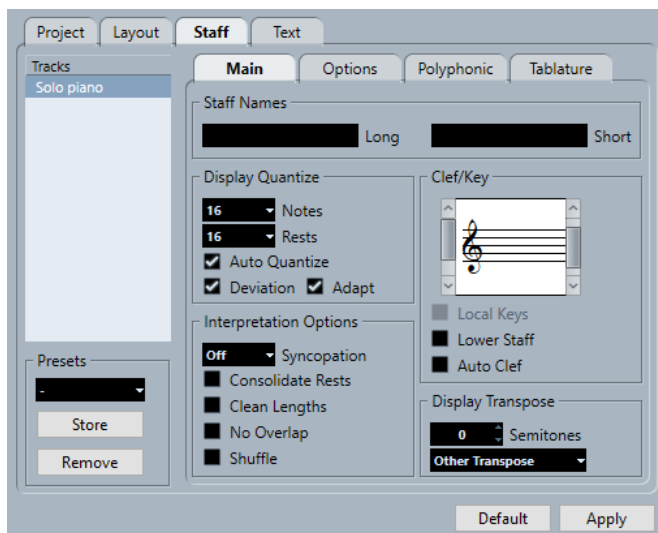 Project Layout Staff Text
Tracks
Solo piano
Main Options Polyphonic Tablature
Staff Names
Long Short
Display Quantize
16 Notes
16 Rests
Auto Quantize
Deviation Adapt
Clef/Key
Local Keys
Lower Staff
Auto Clef
Interpretation Options
Off Syncopation
Consolidate Rests
Clean Lengths
No Overlap
Shuffle
Display Transpose
0 Semitones
Other Transpose
Presets
-
Store
Remove
Default Apply